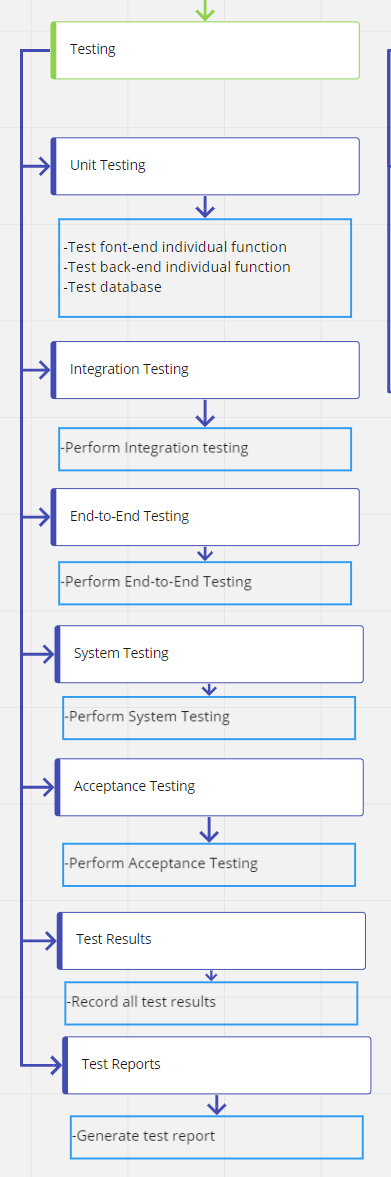 Testing
Unit Testing
-Test font-end individual function
-Test back-end individual function
-Test database
Integration Testing
-Perform Integration testing
End-to-End Testing
-Perform End-to-End Testing
System Testing
-Perform System Testing
Acceptance Testing
-Perform Acceptance Testing
Test Results
-Record all test results
Test Reports
-Generate test report